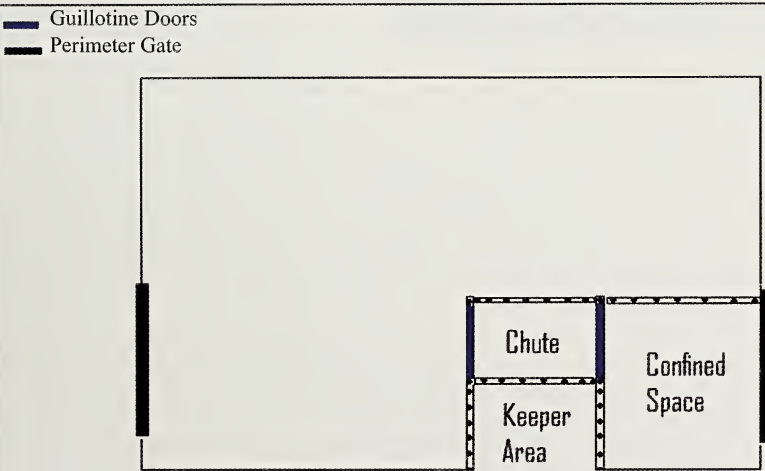 Guillotine Doors
Perimeter Gate
Chute
Confined
Space
Keeper
Area